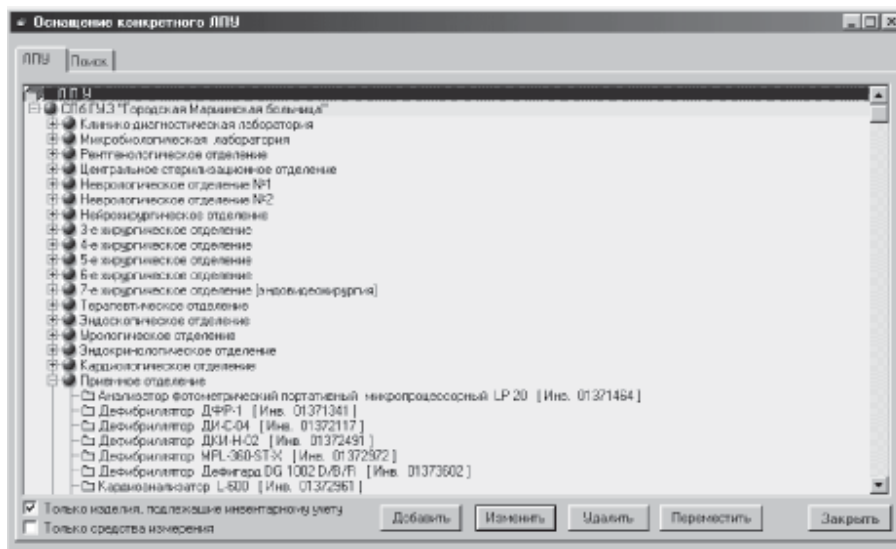 Оснащение конкретного ЛПУ
ЛПУ Поиск
ЛПУ
СПб ГУЗ "Городская Мариинская больница"
Клинико-диагностическая лаборатория
Микробиологическая лаборатория
Рентгенологическое отделение
Центральное стерилизационное отделение
Неврологическое отделение №1
Неврологическое отделение №2
Нейрохирургическое отделение
3-е хирургическое отделение
4-е хирургическое отделение
5-е хирургическое отделение
6-е хирургическое отделение
7-е хирургическое отделение [эндовидеохирургия]
Терапевтическое отделение
Эндоскопическое отделение
Урологическое отделение
Эндокринологическое отделение
Кардиологическое отделение
Приемное отделение
Анализатор фотометрический портативный микропроцессорный LP 20 [ Инв. 01371464 ]
Дефибриллятор ДФР-1 [ Инв. 01371341 ]
Дефибриллятор ДИ-С-04 [ Инв. 01372117 ]
Дефибриллятор ДКИ-Н-02 [ Инв. 01372491 ]
Дефибриллятор MPL-360-ST-X [ Инв. 01372972 ]
Дефибриллятор Дефигард DG 1002 D/B/R [ Инв. 01373602 ]
Кардиоанализатор L-600 [ Инв. 01372961 ]
Только изделия, подлежащие инвентарному учету
Только средства измерения
Добавить Изменить Удалить Переместить Закрыть